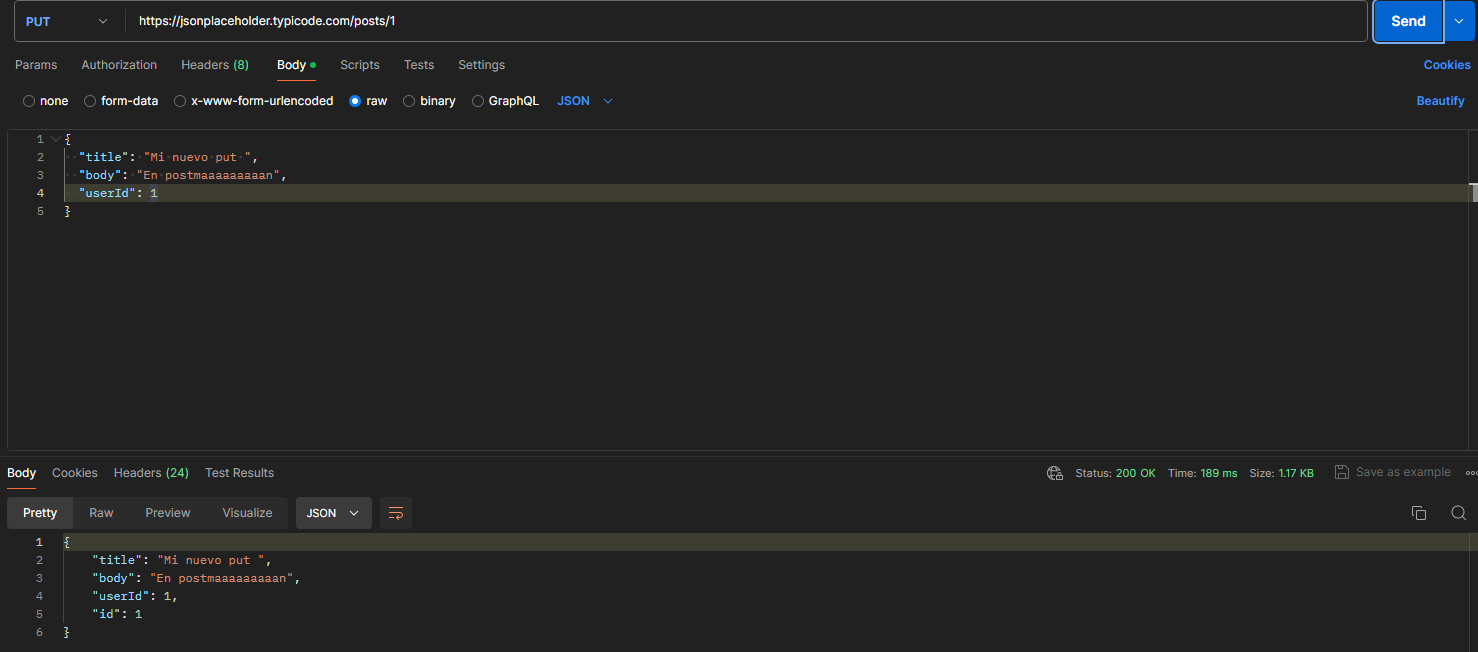 PUT https://jsonplaceholder.typicode.com/posts/1 Send
Params Authorization Headers (8) Body Scripts Tests Settings Cookies
none form-data x-www-form-urlencoded raw binary GraphQL JSON Beautify
1 {
2 "title": "Mi nuevo put ",
3 "body": "En postmaaaaaaaaan",
4 "userId": 1
5 }
Body Cookies Headers (24) Test Results Status: 200 OK Time: 189 ms Size: 1.17 KB Save as example
Pretty Raw Preview Visualize JSON
1 {
2 "title": "Mi nuevo put ",
3 "body": "En postmaaaaaaaaan",
4 "userId": 1,
5 "id": 1
6 }